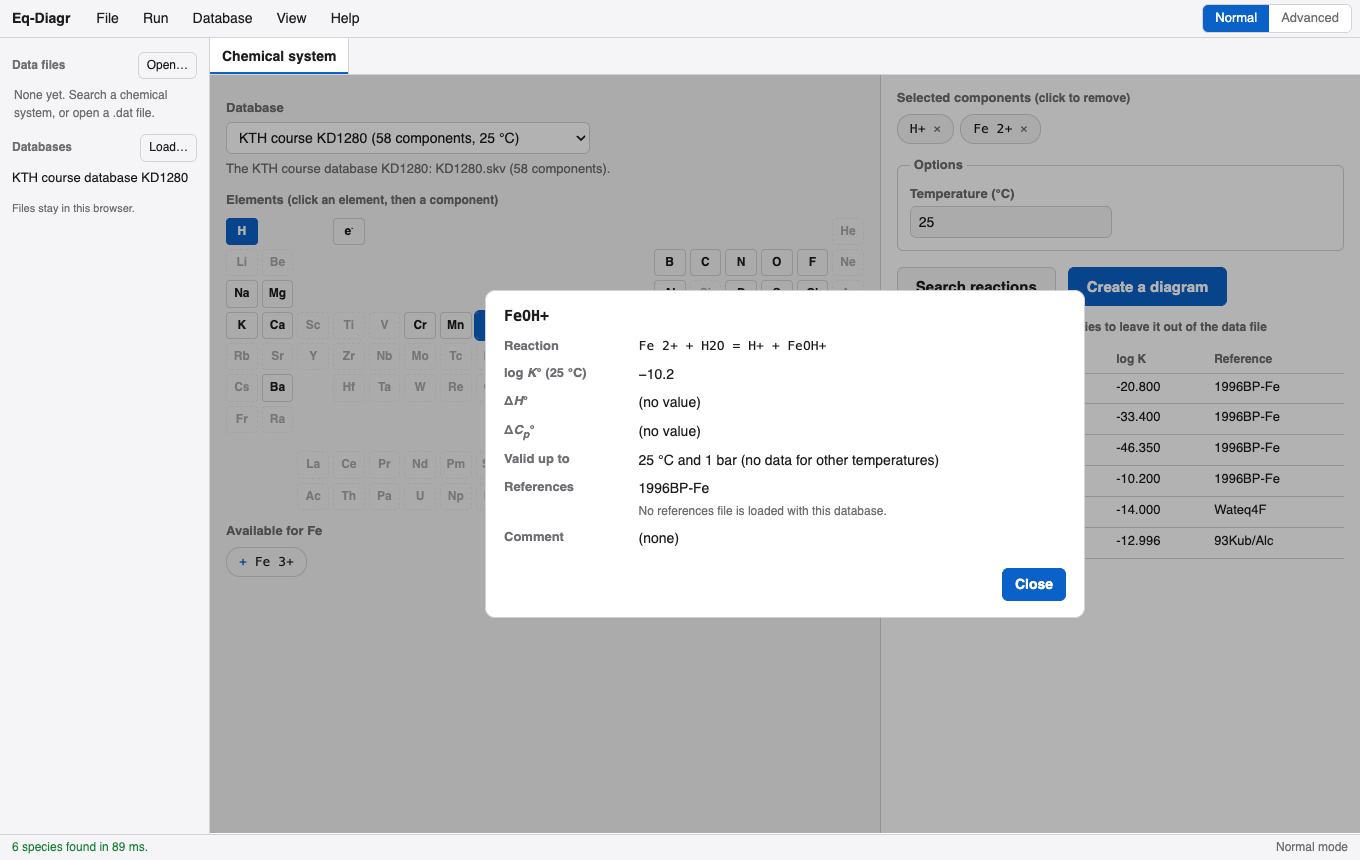 Eq-Diagr File Run Database View Help Normal Advanced
Data files Open...
None yet. Search a chemical
system, or open a .dat file.
Databases Load...
KTH course database KD1280
Files stay in this browser.
Chemical system
Database
KTH course KD1280 (58 components, 25 °C)
The KTH course database KD1280: KD1280.skv (58 components).
Elements (click an element, then a component)
H e- He
Li Be B C N O F Ne
Na Mg
K Ca Sc Ti V Cr Mn
Rb Sr Y Zr Nb Mo Tc
Cs Ba Hf Ta W Re
Fr Ra
La Ce Pr Nd Pm
Ac Th Pa U Np
Available for Fe
+ Fe 3+
Selected components (click to remove)
H+ × Fe 2+ ×
Options
Temperature (°C)
25
Search reactions Create a diagram
to leave it out of the data file
log K Reference
-20.800 1996BP-Fe
-33.400 1996BP-Fe
-46.350 1996BP-Fe
-10.200 1996BP-Fe
-14.000 Wateq4F
-12.996 93Kub/Alc
FeOH+
Reaction Fe 2+ + H2O = H+ + FeOH+
log K° (25 °C) −10.2
ΔH° (no value)
ΔCp° (no value)
Valid up to 25 °C and 1 bar (no data for other temperatures)
References 1996BP-Fe
No references file is loaded with this database.
Comment (none)
Close
6 species found in 89 ms. Normal mode